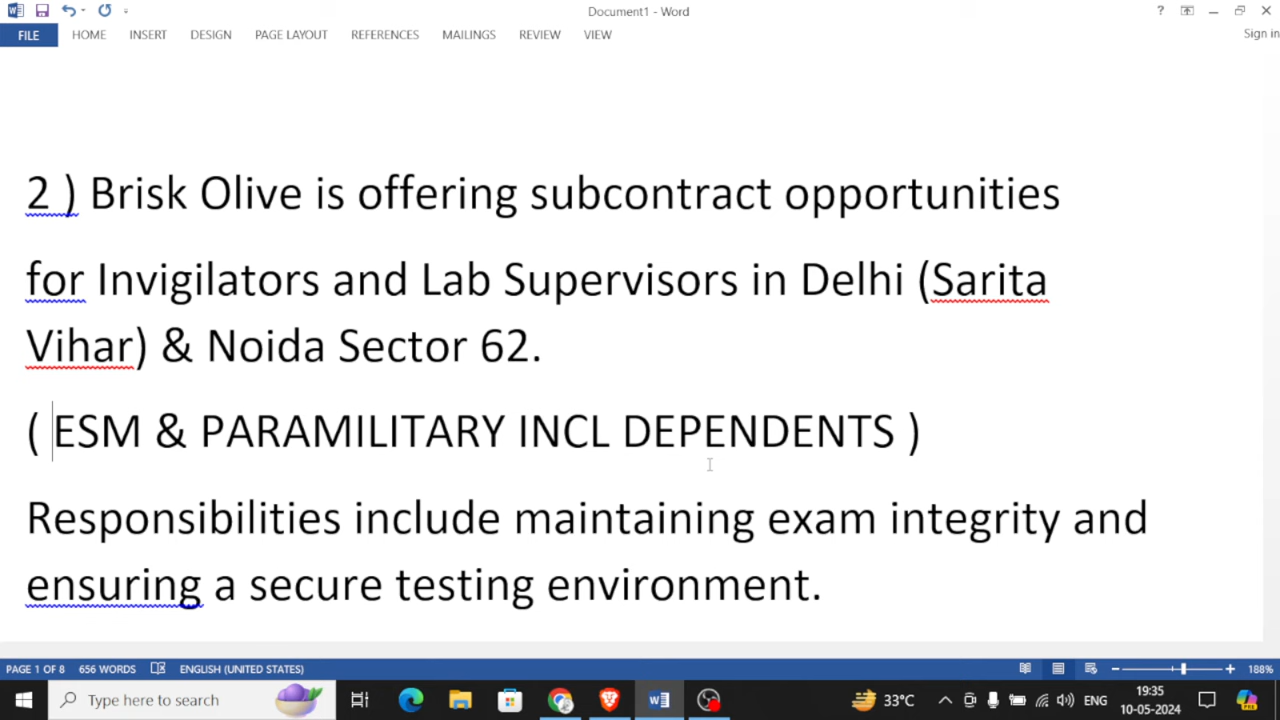 Document1 - Word
?
FILE HOME INSERT DESIGN PAGE LAYOUT REFERENCES MAILINGS REVIEW VIEW Sign in
2 ) Brisk Olive is offering subcontract opportunities
for Invigilators and Lab Supervisors in Delhi (Sarita
Vihar) & Noida Sector 62.
( ESM & PARAMILITARY INCL DEPENDENTS )
Responsibilities include maintaining exam integrity and
ensuring a secure testing environment.
PAGE 1 OF 8 656 WORDS ENGLISH (UNITED STATES) 188%
Type here to search 33°C ENG 19:35
10-05-2024